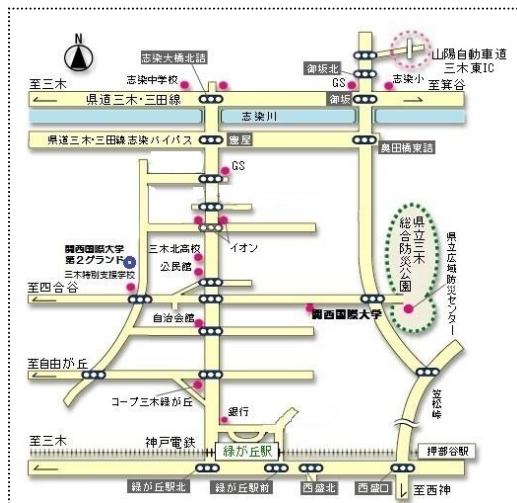 N
志染大橋北詰
山陽自動車道
三木東IC
御坂北
至三木
志染中学校
GS
志染小
至箕谷
県道三木・三田線
御坂
志染川
県道三木・三田線志染バイパス
窟屋
奥田橋東詰
GS
イオン
三木北高校
公民館
関西国際大学
第2グランド
三木特別支援学校
県立三木
総合防災公園
県立広域防災センター
至四合谷
自治会館
関西国際大学
至自由が丘
笠松峠
コープ三木緑が丘
銀行
至三木
神戸電鉄
緑が丘駅
押部谷駅
緑が丘駅北
緑が丘駅前
西盛北
西盛口
至西神